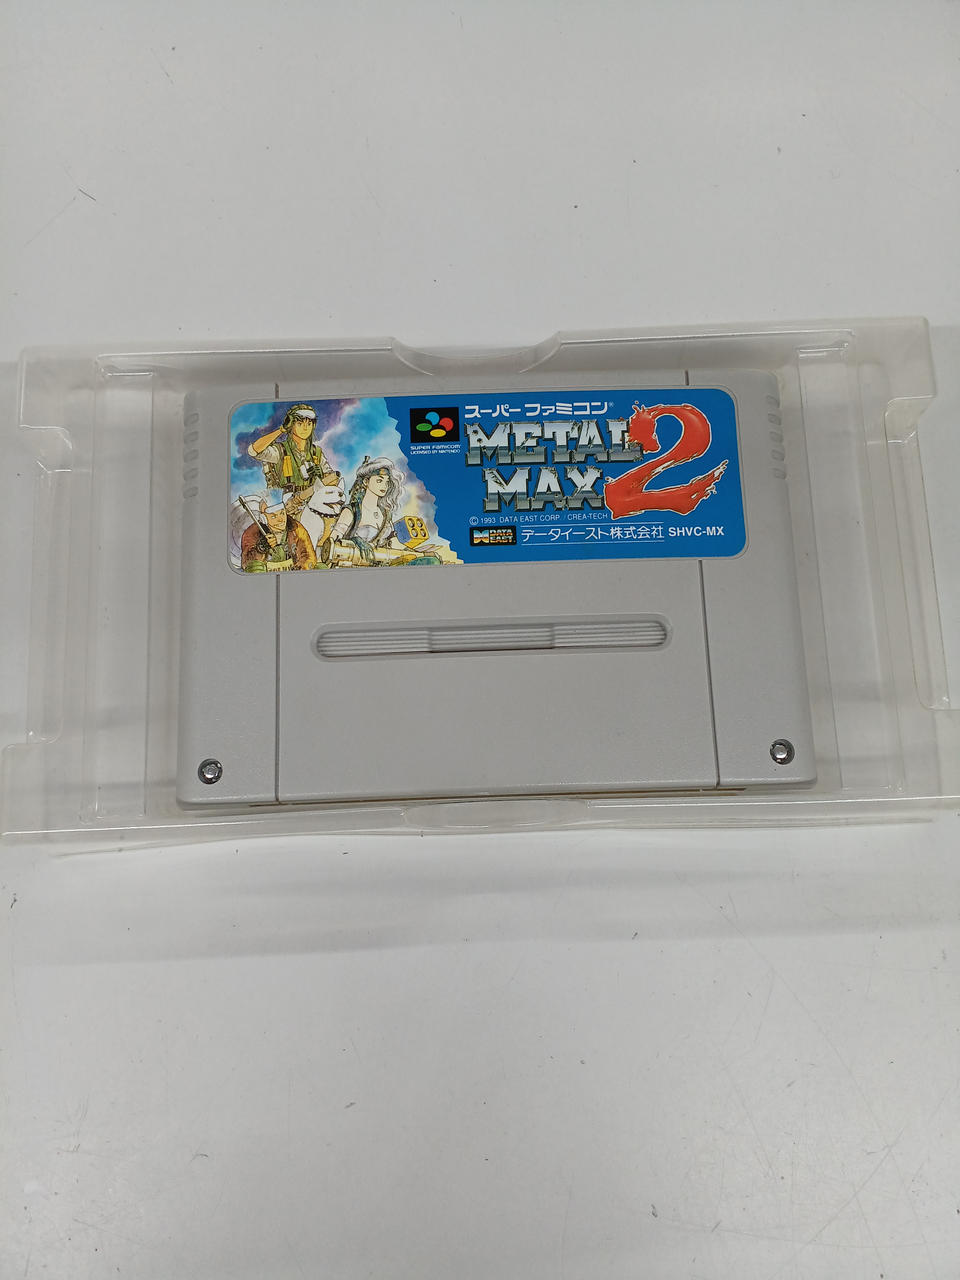 スーパーファミコン®
SUPER FAMICOM
LICENSED BY NINTENDO
METAL
MAX 2
© 1993 DATA EAST CORP. / CREA-TECH
DATA
EAST
データイースト株式会社 SHVC-MX